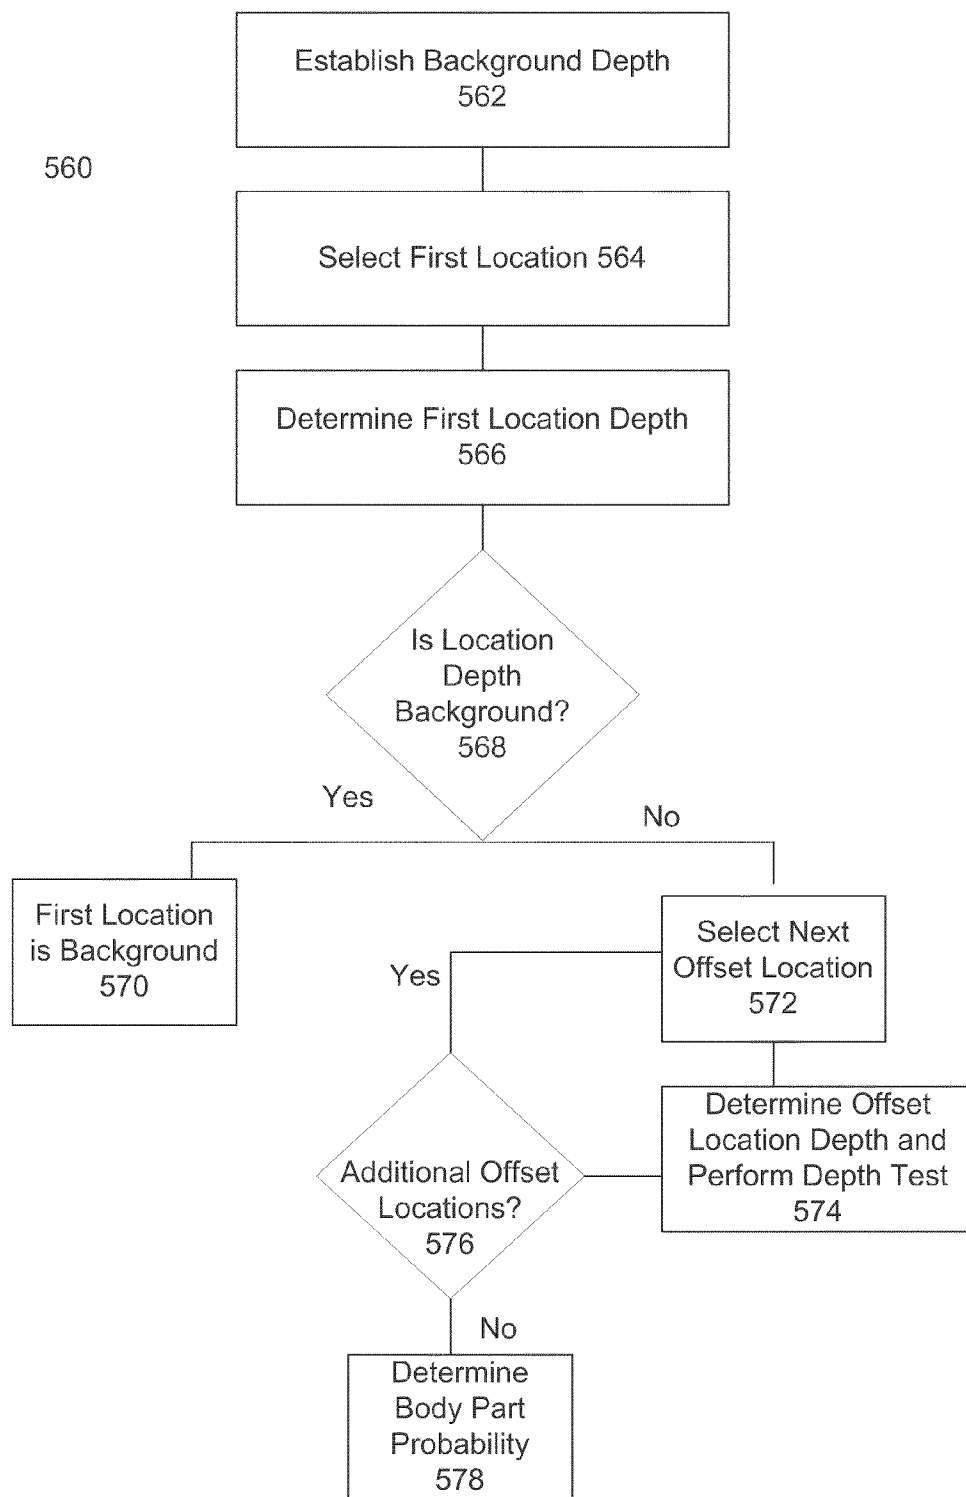 Establish Background Depth
562
560
Select First Location 564
Determine First Location Depth
566
Is Location
Depth
Background?
568
Yes
No
First Location
is Background
570
Select Next
Offset Location
572
Yes
Determine Offset
Location Depth and
Perform Depth Test
574
Additional Offset
Locations?
576
No
Determine
Body Part
Probability
578